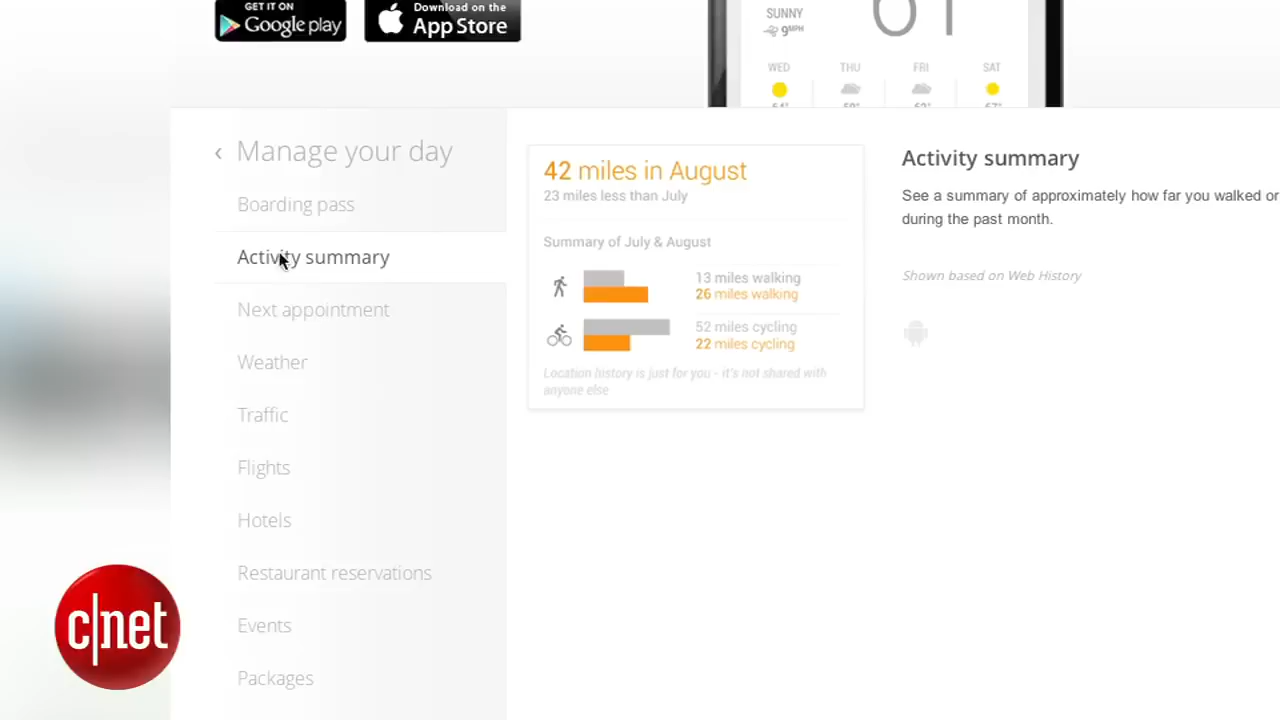 GET IT ON
Google play
Download on the
App Store
SUNNY
9MPH
WED THU FRI SAT
‹ Manage your day
Boarding pass
Activity summary
Next appointment
Weather
Traffic
Flights
Hotels
Restaurant reservations
Events
Packages
42 miles in August
23 miles less than July
Summary of July & August
13 miles walking
26 miles walking
52 miles cycling
22 miles cycling
Location history is just for you - it's not shared with
anyone else
Activity summary
See a summary of approximately how far you walked or
during the past month.
Shown based on Web History
c|net